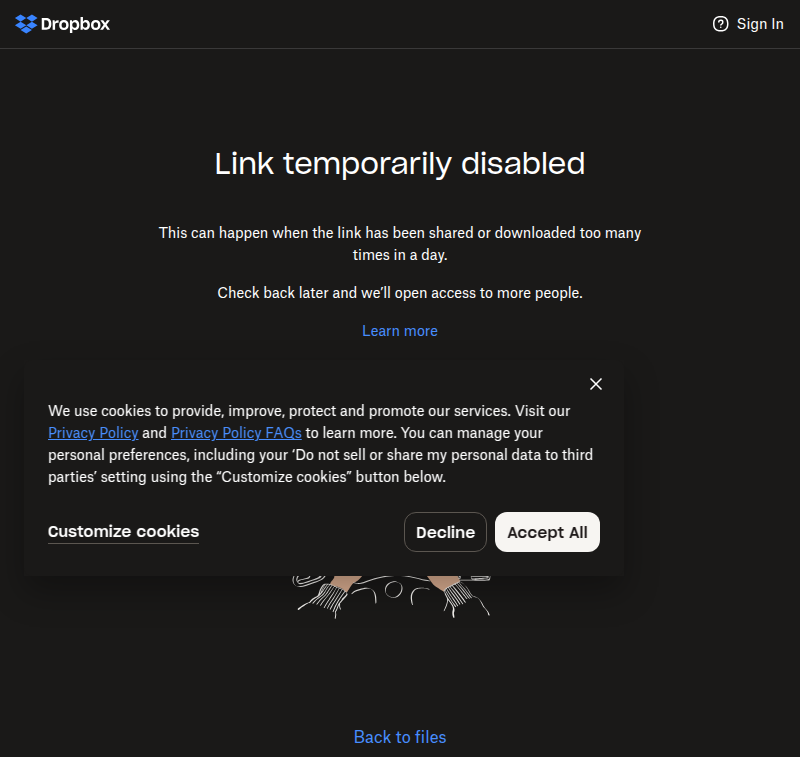 Dropbox
Sign In
Link temporarily disabled
This can happen when the link has been shared or downloaded too many
times in a day.
Check back later and we’ll open access to more people.
Learn more
We use cookies to provide, improve, protect and promote our services. Visit our
Privacy Policy and Privacy Policy FAQs to learn more. You can manage your
personal preferences, including your ‘Do not sell or share my personal data to third
parties’ setting using the “Customize cookies” button below.
Customize cookies
Decline
Accept All
Back to files